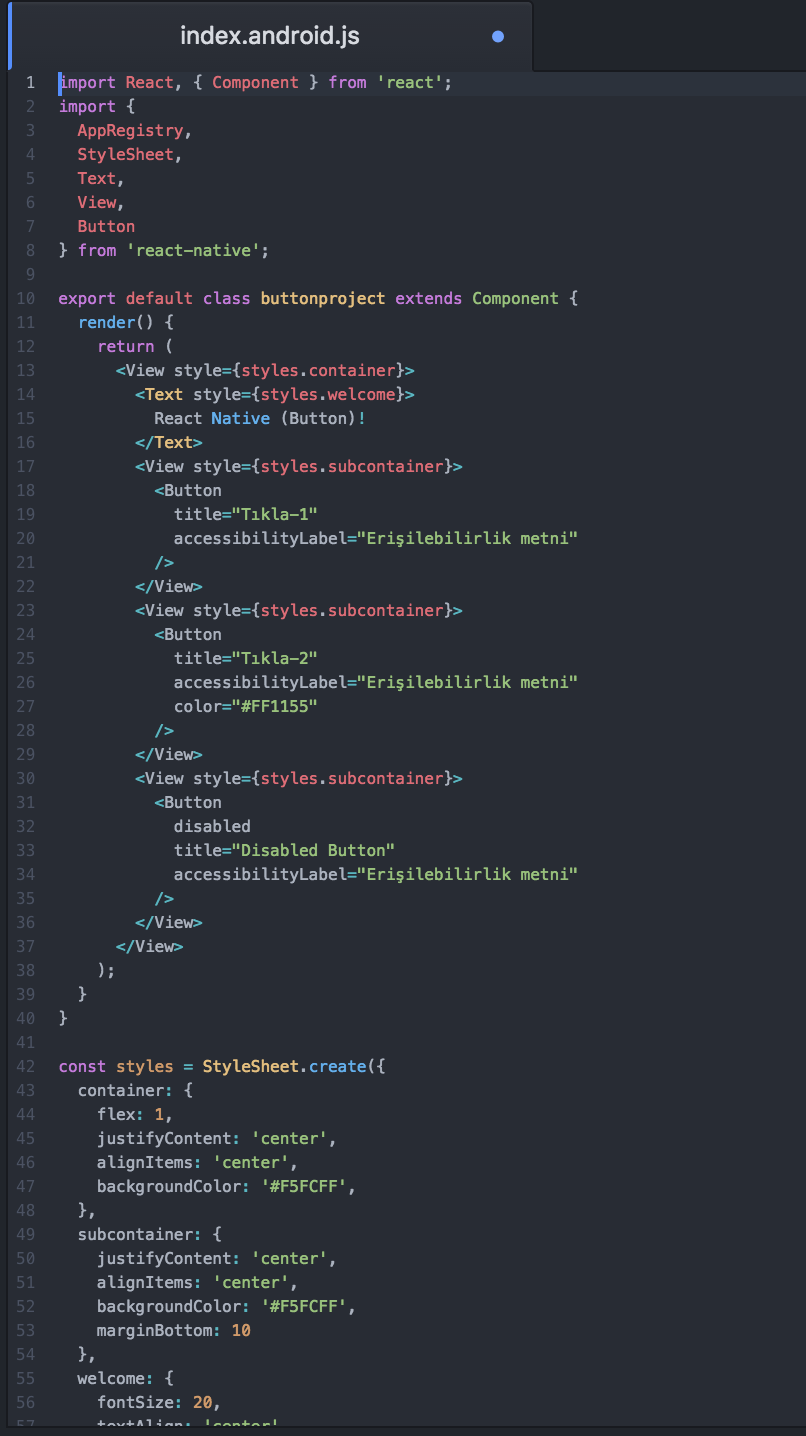 index.android.js
1 import React, { Component } from 'react';
2 import {
3 AppRegistry,
4 StyleSheet,
5 Text,
6 View,
7 Button
8 } from 'react-native';
9
10 export default class buttonproject extends Component {
11 render() {
12 return (
13 <View style={styles.container}>
14 <Text style={styles.welcome}>
15 React Native (Button)!
16 </Text>
17 <View style={styles.subcontainer}>
18 <Button
19 title="Tıkla-1"
20 accessibilityLabel="Erişilebilirlik metni"
21 />
22 </View>
23 <View style={styles.subcontainer}>
24 <Button
25 title="Tıkla-2"
26 accessibilityLabel="Erişilebilirlik metni"
27 color="#FF1155"
28 />
29 </View>
30 <View style={styles.subcontainer}>
31 <Button
32 disabled
33 title="Disabled Button"
34 accessibilityLabel="Erişilebilirlik metni"
35 />
36 </View>
37 </View>
38 );
39 }
40 }
41
42 const styles = StyleSheet.create({
43 container: {
44 flex: 1,
45 justifyContent: 'center',
46 alignItems: 'center',
47 backgroundColor: '#F5FCFF',
48 },
49 subcontainer: {
50 justifyContent: 'center',
51 alignItems: 'center',
52 backgroundColor: '#F5FCFF',
53 marginBottom: 10
54 },
55 welcome: {
56 fontSize: 20,
57 textAlign: 'center'